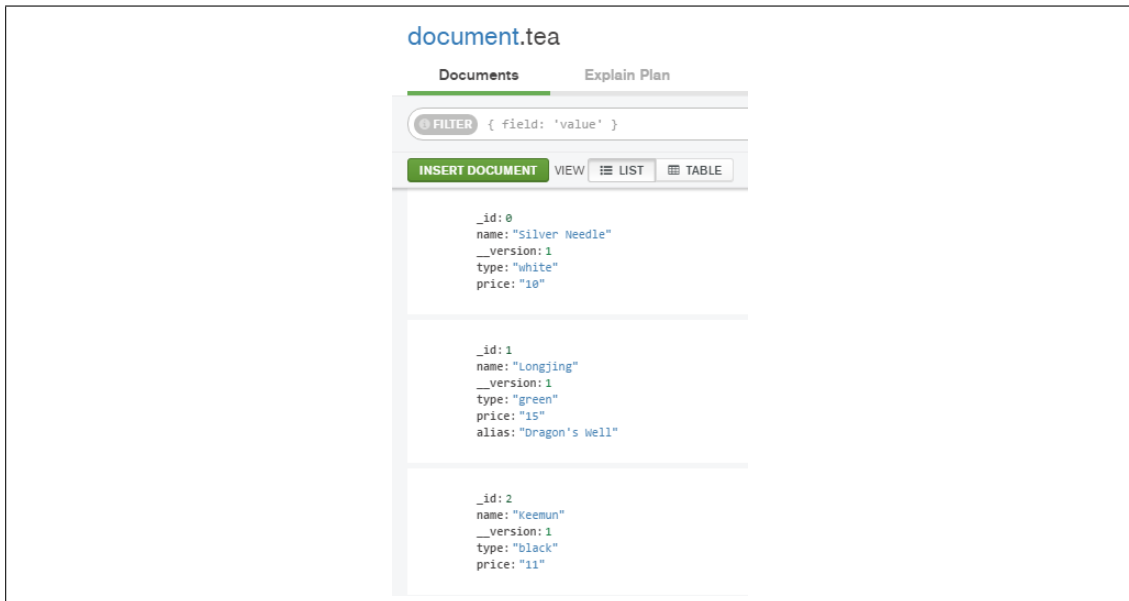 document.tea
Documents Explain Plan
FILTER { field: 'value' }
INSERT DOCUMENT VIEW LIST TABLE
_id: 0
name: "Silver Needle"
__version: 1
type: "white"
price: "10"
_id: 1
name: "Longjing"
__version: 1
type: "green"
price: "15"
alias: "Dragon's Well"
_id: 2
name: "Keemun"
__version: 1
type: "black"
price: "11"